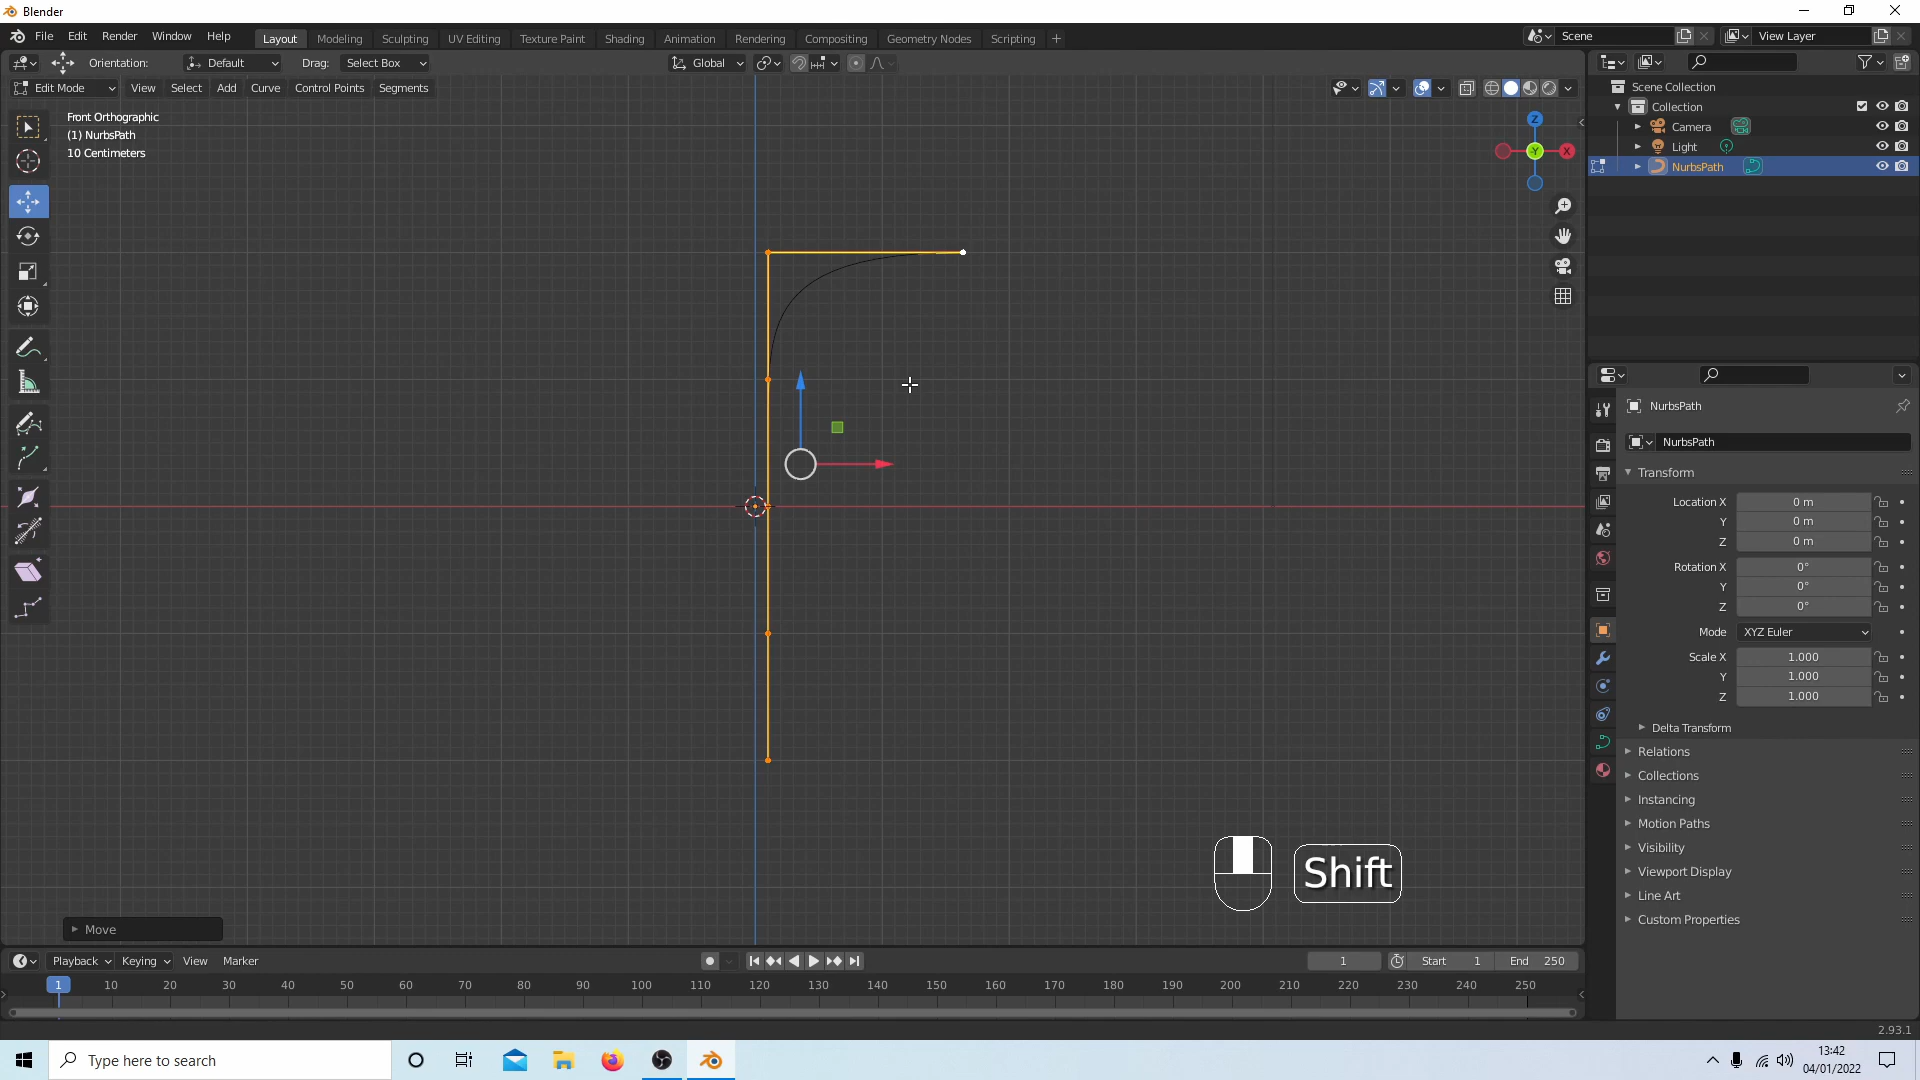 Blender
File Edit Render Window Help
Layout Modeling Sculpting UV Editing Texture Paint Shading Animation Rendering Compositing Geometry Nodes Scripting +
Scene
View Layer
Orientation: Default Drag: Select Box
Global
Edit Mode View Select Add Curve Control Points Segments
Front Orthographic
(1) NurbsPath
10 Centimeters
Z
Y
X
Scene Collection
Collection
Camera
Light
NurbsPath
NurbsPath
NurbsPath
Transform
Location X 0 m
Y 0 m
Z 0 m
Rotation X 0°
Y 0°
Z 0°
Mode XYZ Euler
Scale X 1.000
Y 1.000
Z 1.000
Delta Transform
Relations
Collections
Instancing
Motion Paths
Visibility
Viewport Display
Line Art
Custom Properties
Shift
Move
Playback Keying View Marker
1
Start 1 End 250
1 10 20 30 40 50 60 70 80 90 100 110 120 130 140 150 160 170 180 190 200 210 220 230 240 250
2.93.1
Type here to search
13:42
04/01/2022